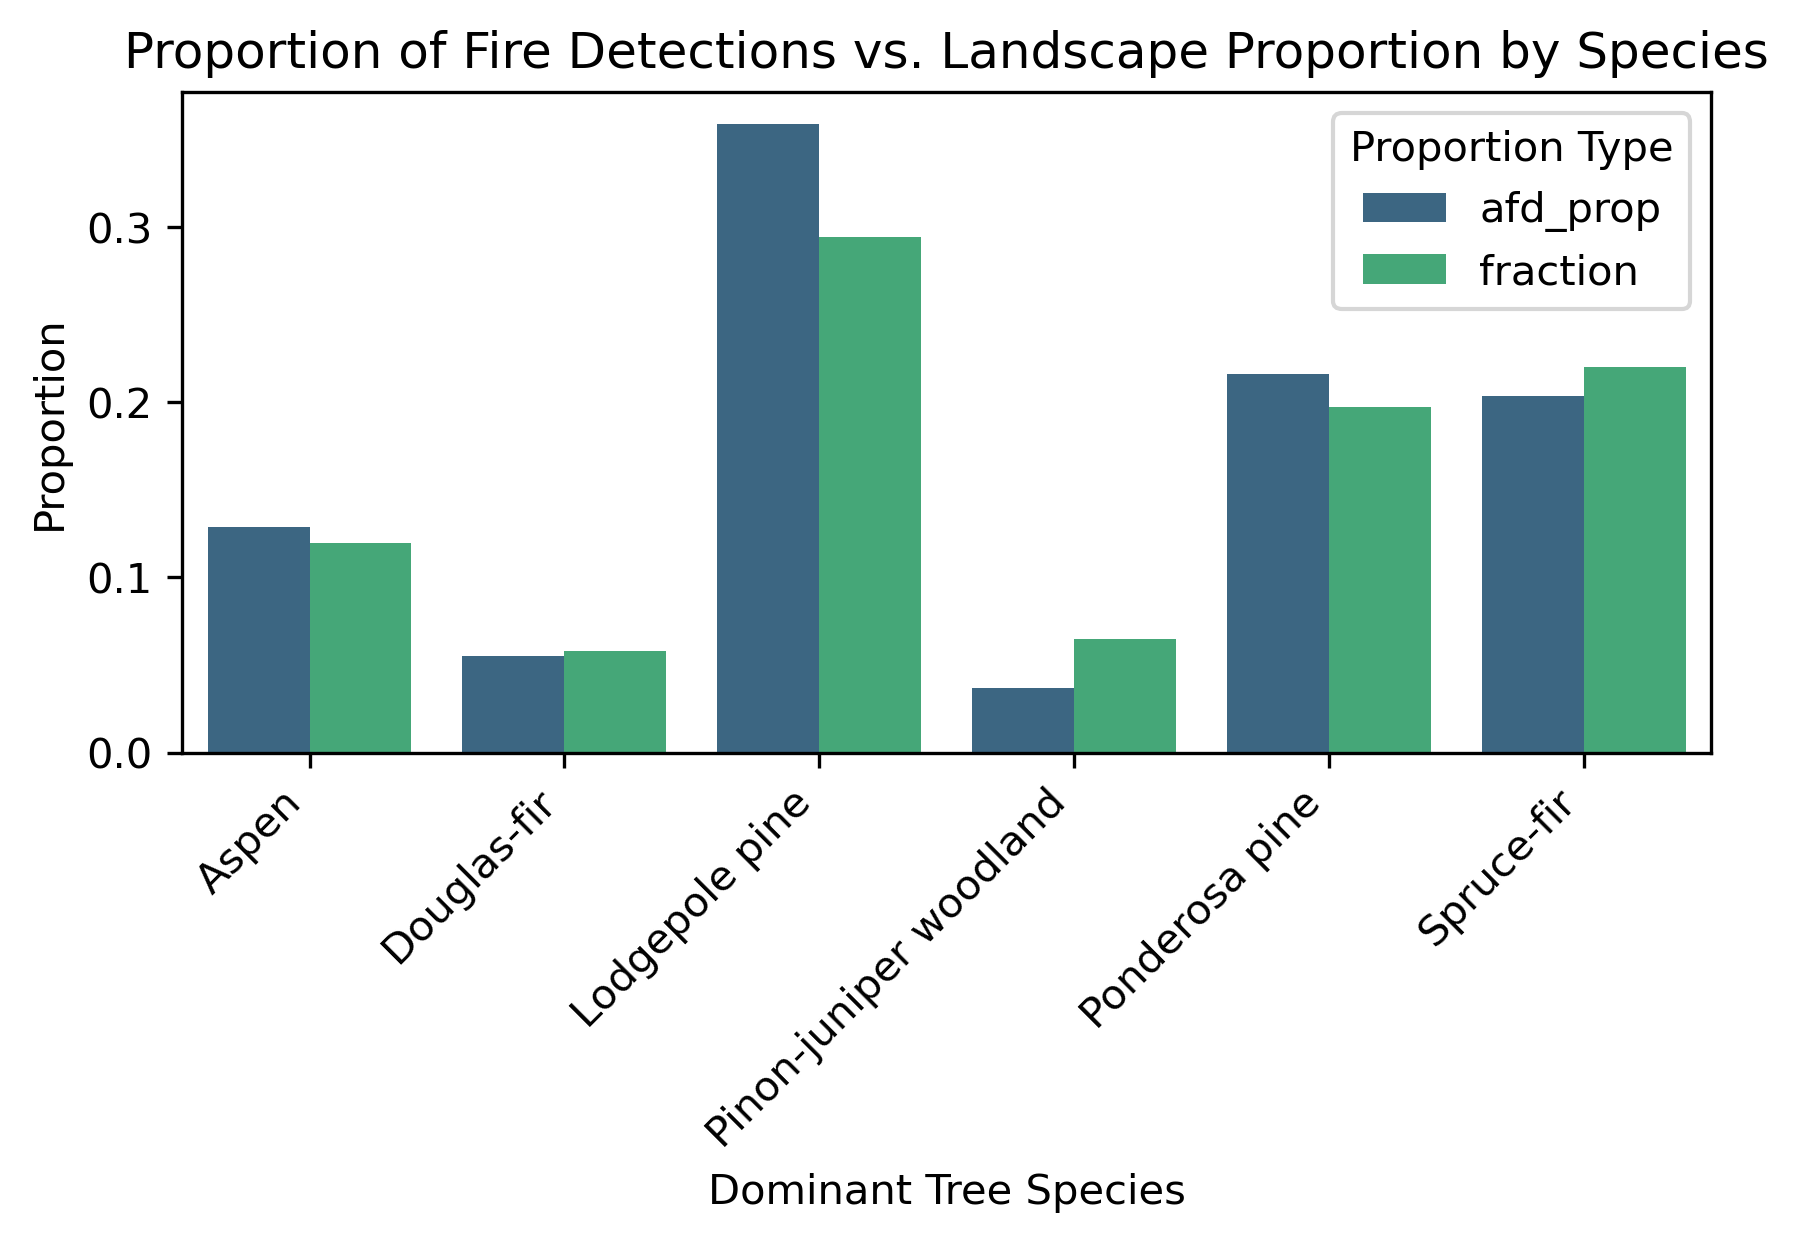 Proportion of Fire Detections vs. Landscape Proportion by Species
Proportion Type
afd_prop
fraction
Proportion
0.3
0.2
0.1
0.0
Aspen
Douglas-fir
Lodgepole pine
Pinon-juniper woodland
Ponderosa pine
Spruce-fir
Dominant Tree Species